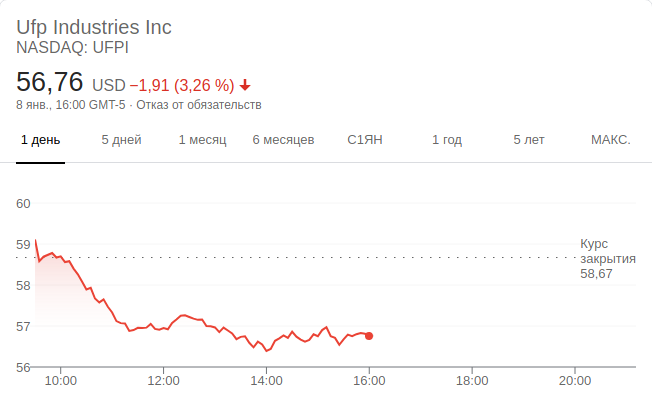 Ufp Industries Inc
NASDAQ: UFPI
56,76 USD −1,91 (3,26 %)
8 янв., 16:00 GMT-5 · Отказ от обязательств
1 день 5 дней 1 месяц 6 месяцев С1ЯН 1 год 5 лет МАКС.
60
59
58
57
56
Курс
закрытия
58,67
10:00 12:00 14:00 16:00 18:00 20:00